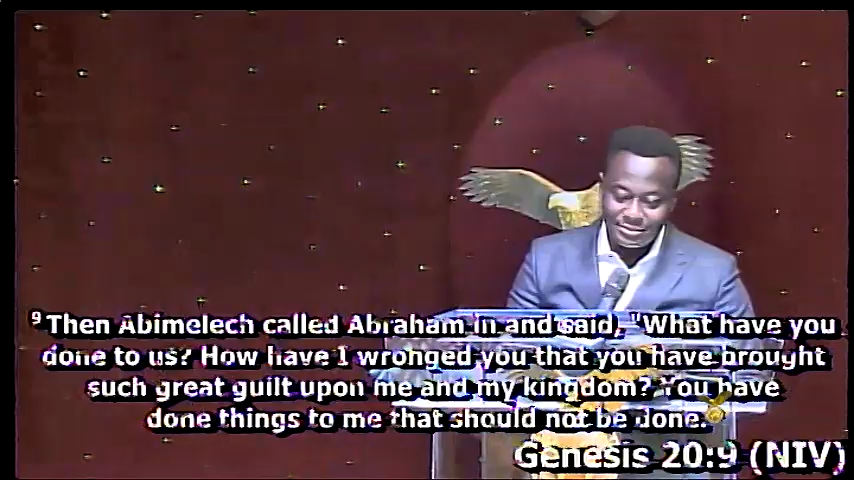 9 Then Abimelech called Abraham in and said, "What have you
done to us? How have I wronged you that you have brought
such great guilt upon me and my kingdom? You have
done things to me that should not be done.
Genesis 20:9 (NIV)